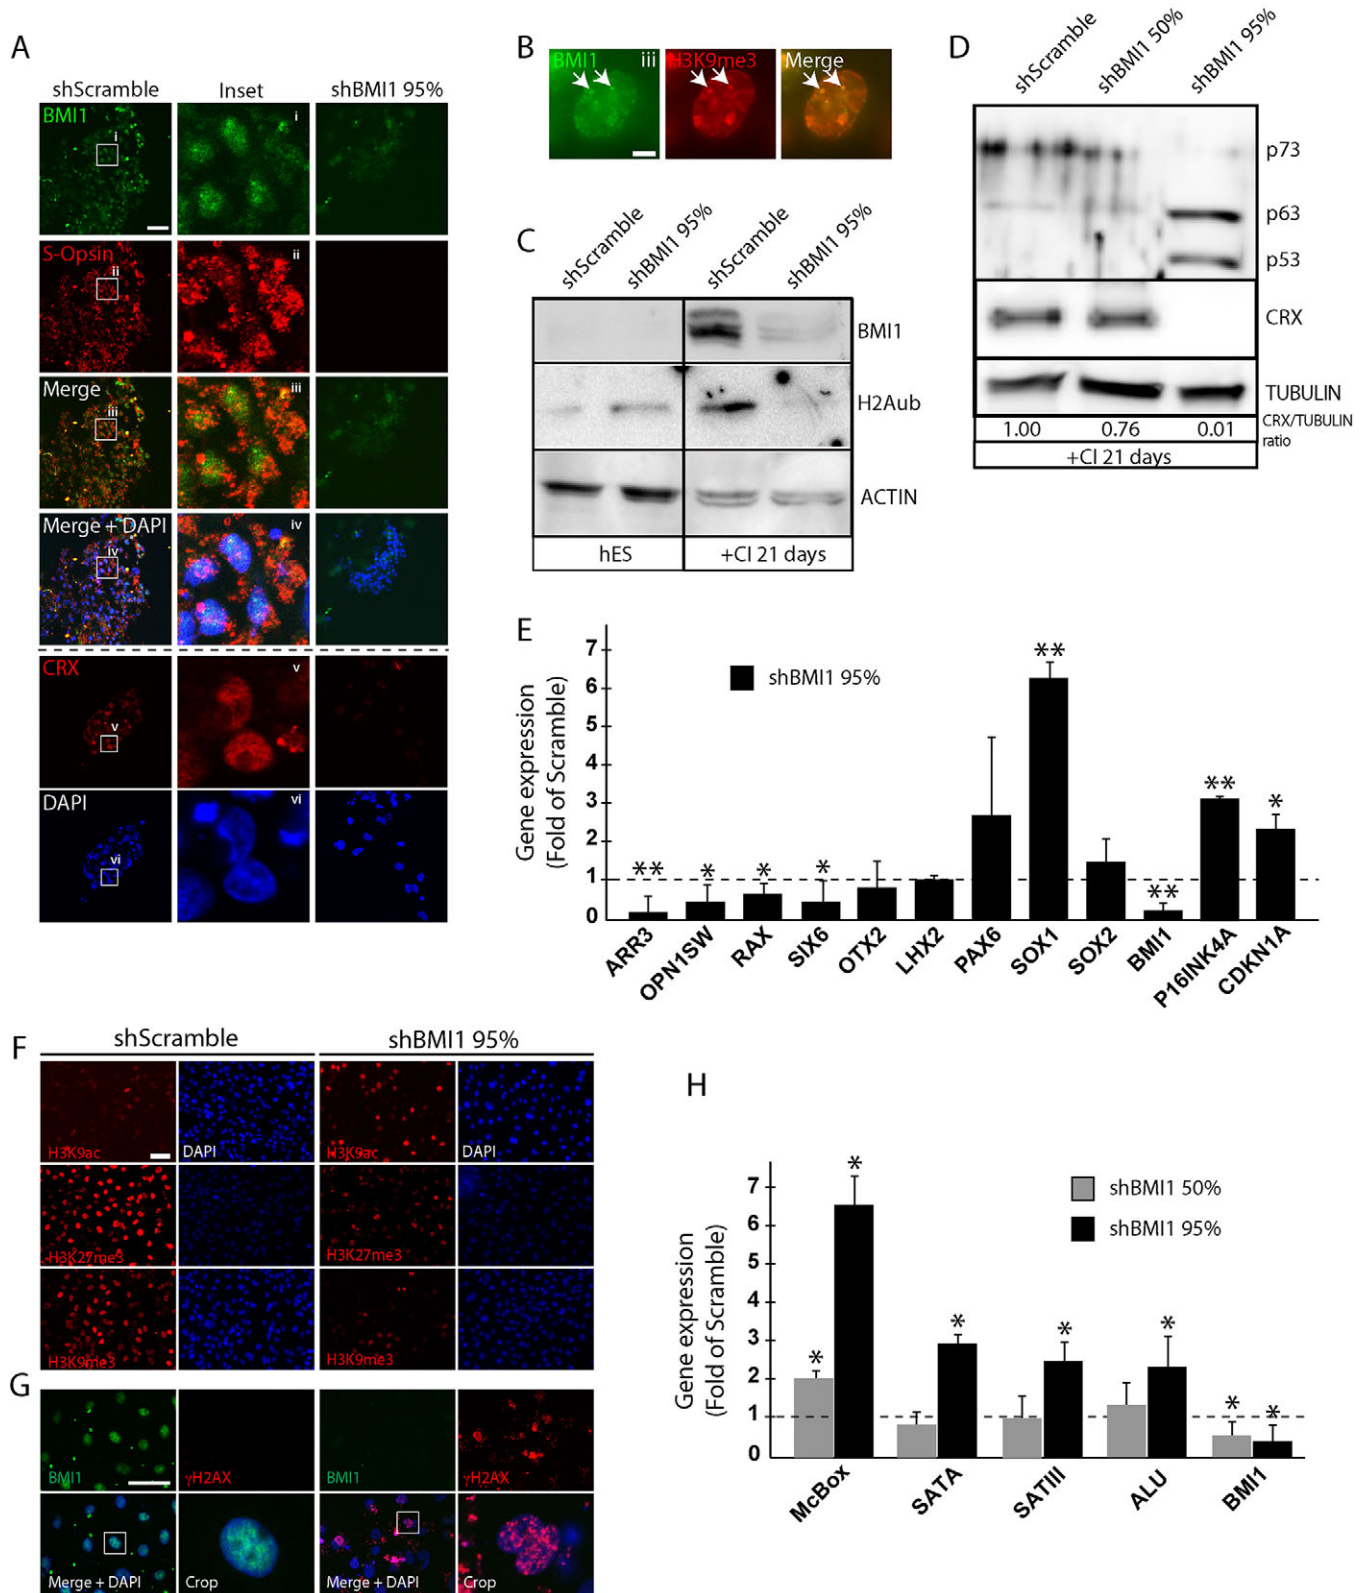 A
shScramble Inset shBMI1 95%
BMI1 i i
S-Opsin ii ii
Merge iii iii
Merge + DAPI iv iv
CRX v v
DAPI vi vi
B
BMI1 iii H3K9me3 Merge
C
shScramble shBMI1 95% shScramble shBMI1 95%
BMI1
H2Aub
ACTIN
hES +CI 21 days
D
shScramble shBMI1 50% shBMI1 95%
p73
p63
p53
CRX
TUBULIN
1.00 0.76 0.01 CRX/TUBULIN
ratio
+CI 21 days
E
Gene expression
(Fold of Scramble)
7
6
5
4
3
2
1
0
shBMI1 95%
** * * * ** ** ** *
ARR3 OPN1SW RAX SIX6 OTX2 LHX2 PAX6 SOX1 SOX2 BMI1 P16INK4A CDKN1A
F
shScramble shBMI1 95%
H3K9ac DAPI H3K9ac DAPI
H3K27me3 H3K27me3
H3K9me3 H3K9me3
G
BMI1 γH2AX BMI1 γH2AX
Merge + DAPI Crop Merge + DAPI Crop
H
Gene expression
(Fold of Scramble)
7
6
5
4
3
2
1
0
shBMI1 50%
shBMI1 95%
* * * * * * *
McBox SATA SATIII ALU BMI1